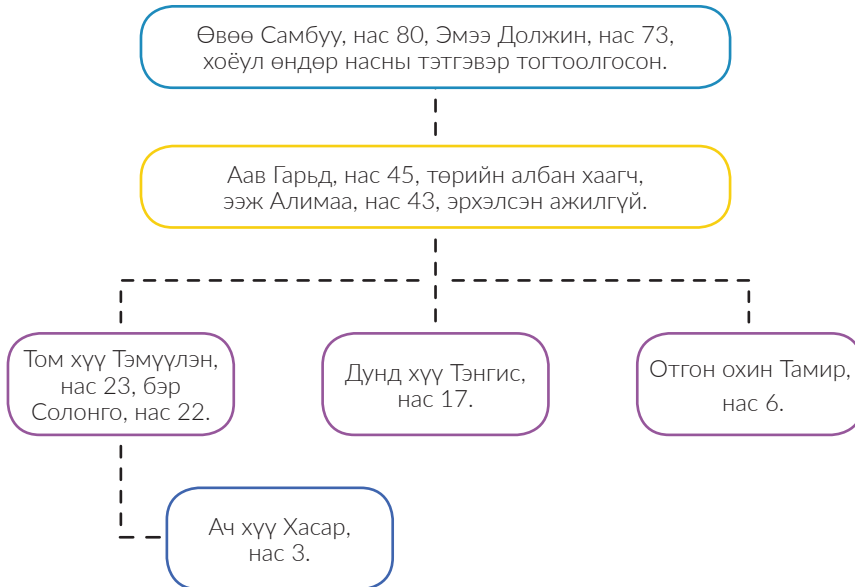 Өвөө Самбуу, нас 80, Эмээ Должин, нас 73,
хоёул өндөр насны тэтгэвэр тогтоолгосон.
Аав Гарьд, нас 45, төрийн албан хаагч,
ээж Алимаа, нас 43, эрхэлсэн ажилгүй.
Том хүү Тэмүүлэн,
нас 23, бэр
Солонго, нас 22.
Дунд хүү Тэнгис,
нас 17.
Отгон охин Тамир,
нас 6.
Ач хүү Хасар,
нас 3.